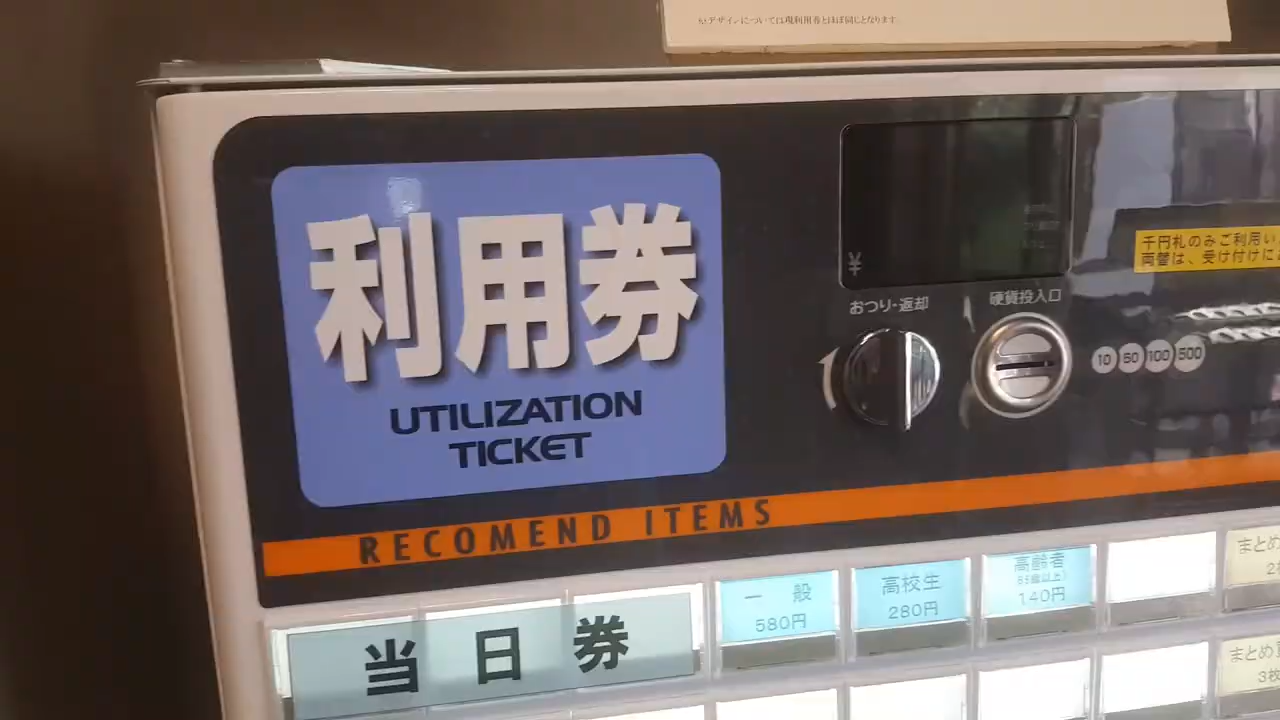 ※デザインについては現利用券とほぼ同じとなります。
利用券
UTILIZATION
TICKET
¥
おつり・返却
硬貨投入口
千円札のみご利用い
両替は、受け付けに
10 50 100 500
RECOMEND ITEMS
当日券
一般
580円
高校生
280円
高齢者
(65歳以上)
140円
まとめ
まとめ
3枚